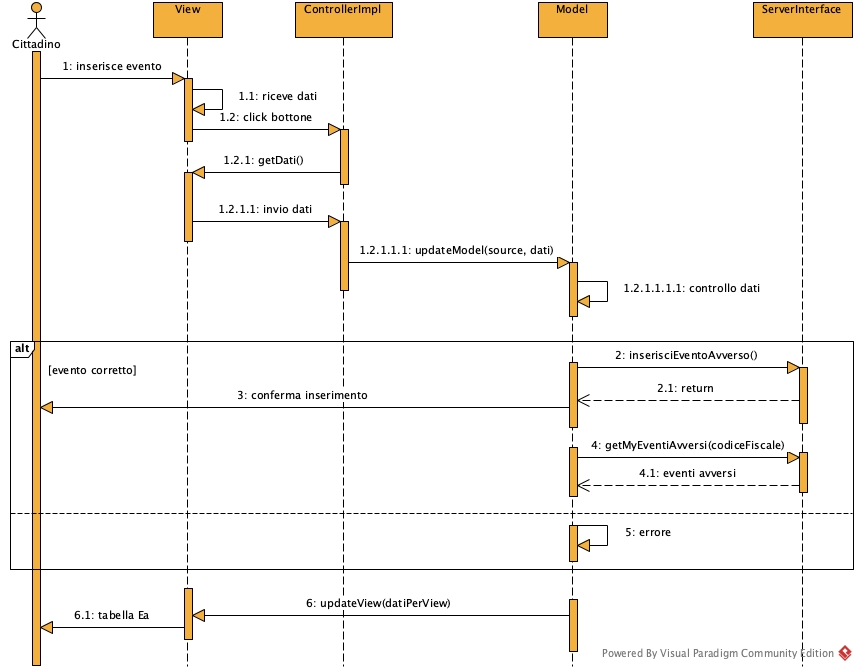 View
ControllerImpl
Model
ServerInterface
Cittadino
1: inserisce evento
1.1: riceve dati
1.2: click bottone
1.2.1: getDati()
1.2.1.1: invio dati
1.2.1.1.1: updateModel(source, dati)
1.2.1.1.1.1: controllo dati
alt
[evento corretto]
2: inserisciEventoAvverso()
2.1: return
3: conferma inserimento
4: getMyEventiAvversi(codiceFiscale)
4.1: eventi avversi
5: errore
6: updateView(datiPerView)
6.1: tabella Ea
Powered By Visual Paradigm Community Edition